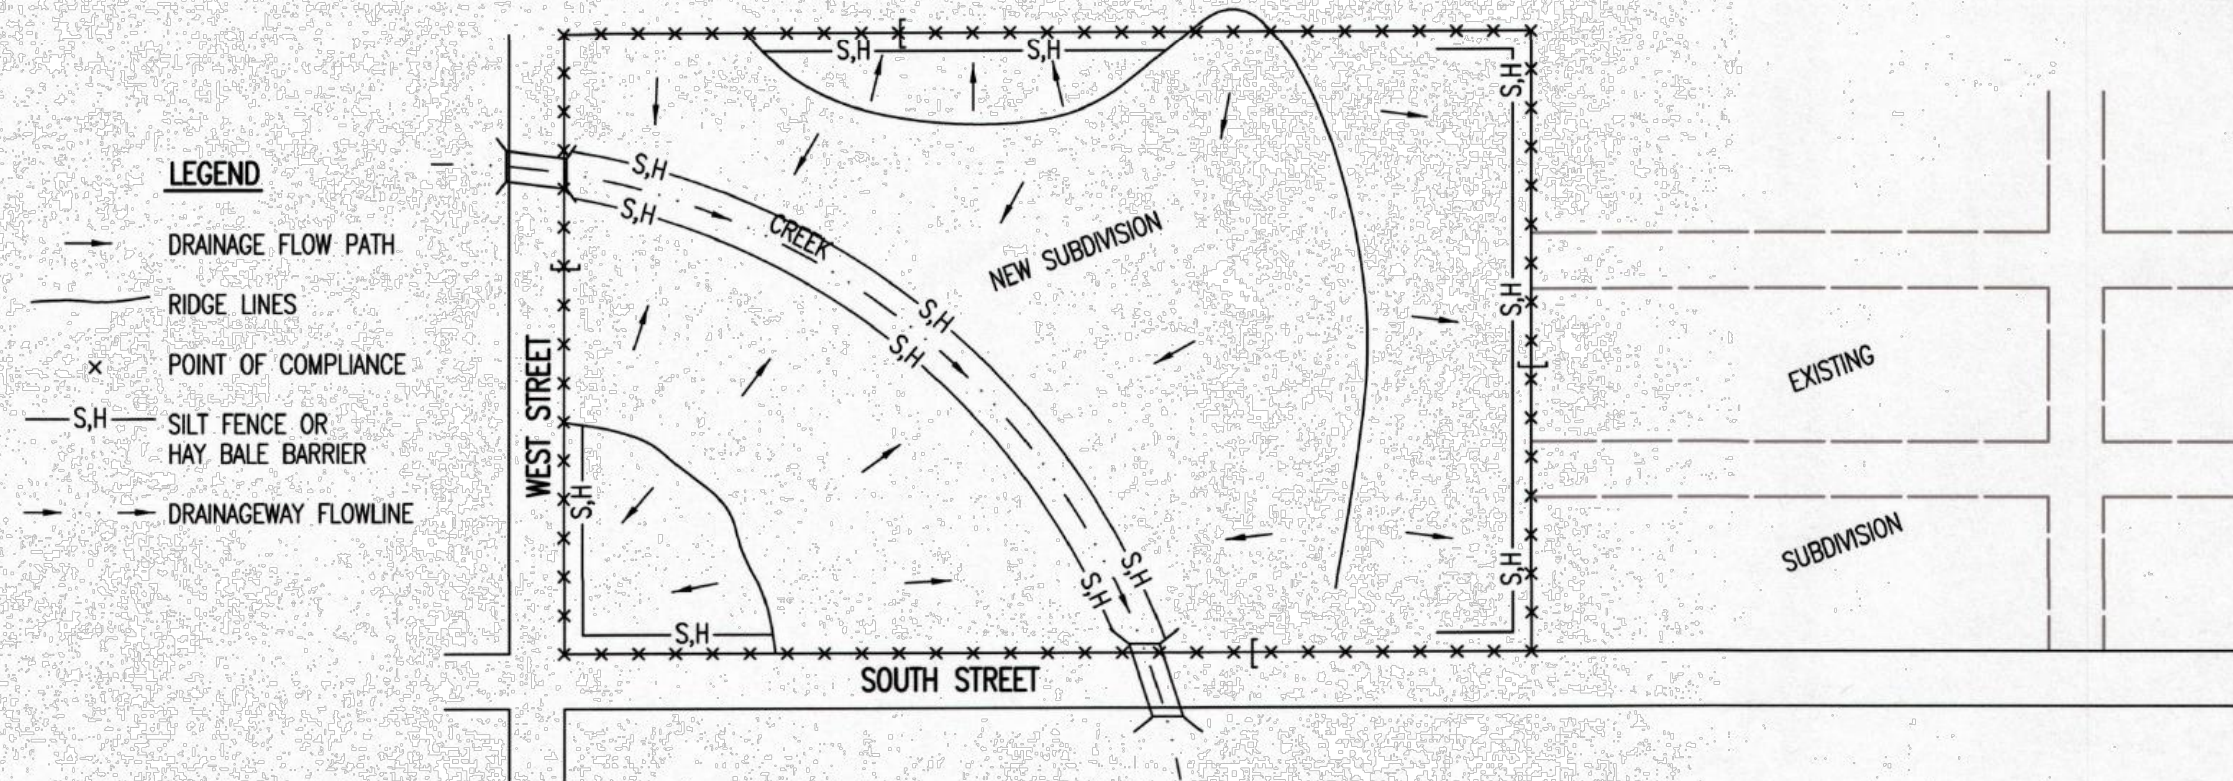 LEGEND
DRAINAGE FLOW PATH
RIDGE LINES
x POINT OF COMPLIANCE
S,H SILT FENCE OR
HAY BALE BARRIER
DRAINAGEWAY FLOWLINE
S,H
S,H
S,H
S,H
S,H
CREEK
NEW SUBDIVISION
S,H
S,H
S,H
WEST STREET
S,H
S,H
S,H
S,H
S,H
S,H
SOUTH STREET
EXISTING
SUBDIVISION